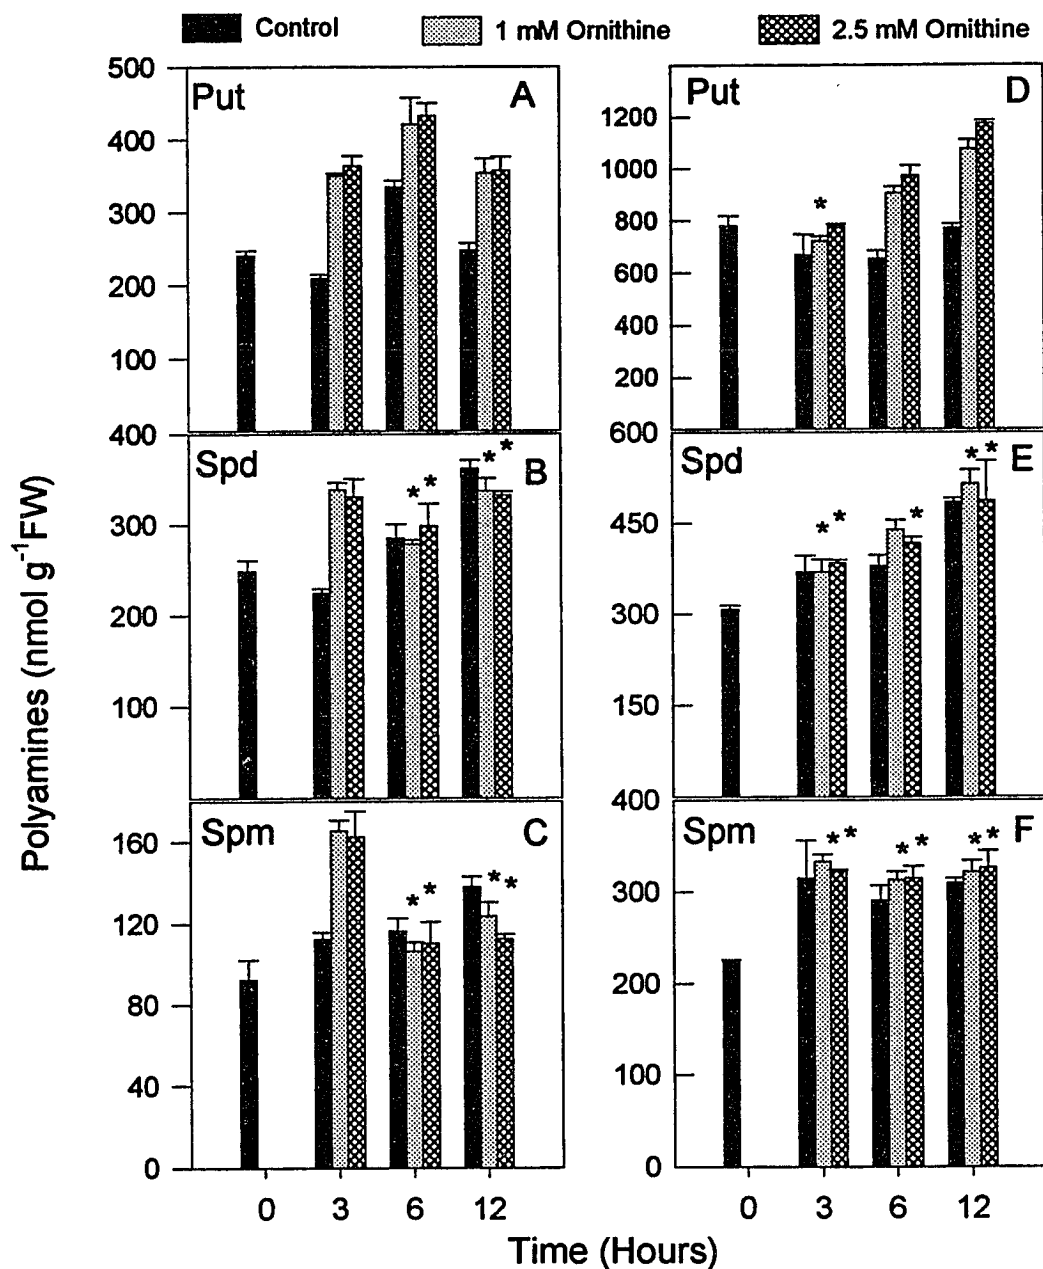 Control 1 mM Ornithine 2.5 mM Ornithine
Polyamines (nmol g⁻¹FW)
Put A
500
400
300
200
100
Spd B
400
300
200
100
Spm C
160
120
80
40
0
0 3 6 12
Put D
1200
1000
800
600
400
200
Spd E
600
450
300
150
Spm F
400
300
200
100
0
0 3 6 12
* 
* * * *
* * * *
* * * * *
* * * * * *
Time (Hours)